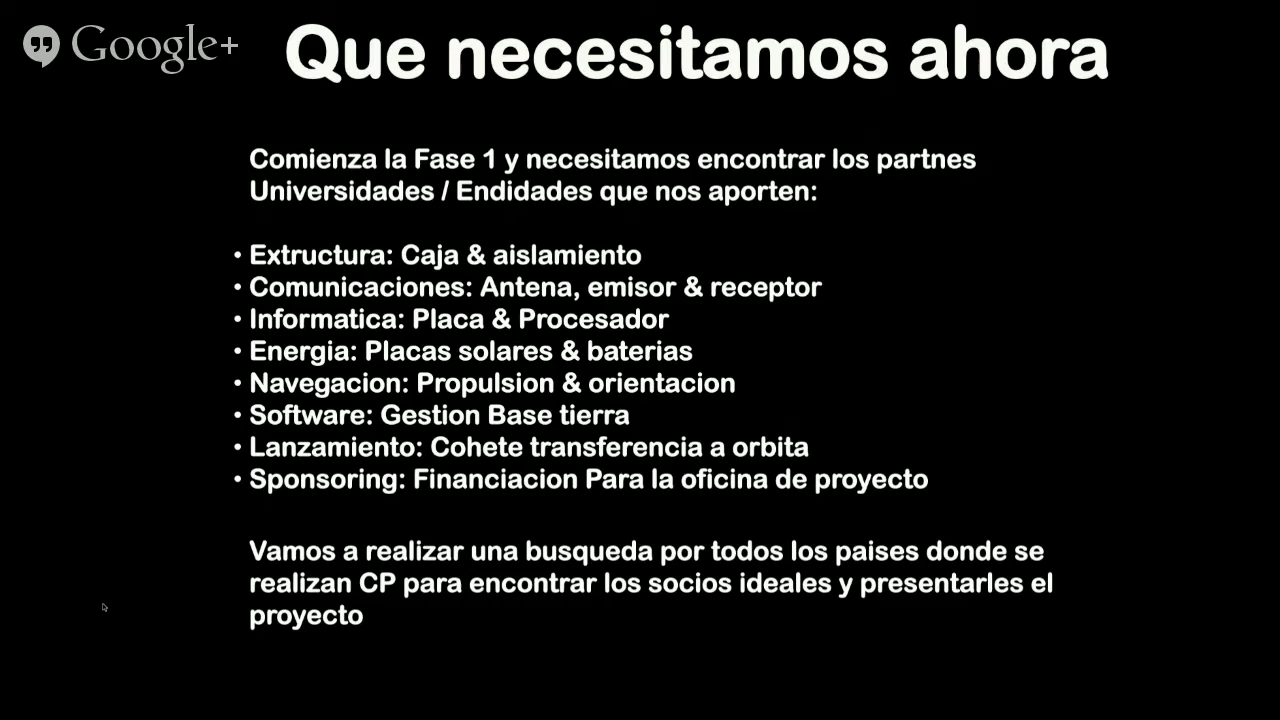 Google+
Que necesitamos ahora
Comienza la Fase 1 y necesitamos encontrar los partnes
Universidades / Endidades que nos aporten:
• Extructura: Caja & aislamiento
• Comunicaciones: Antena, emisor & receptor
• Informatica: Placa & Procesador
• Energia: Placas solares & baterias
• Navegacion: Propulsion & orientacion
• Software: Gestion Base tierra
• Lanzamiento: Cohete transferencia a orbita
• Sponsoring: Financiacion Para la oficina de proyecto
Vamos a realizar una busqueda por todos los paises donde se
realizan CP para encontrar los socios ideales y presentarles el
proyecto